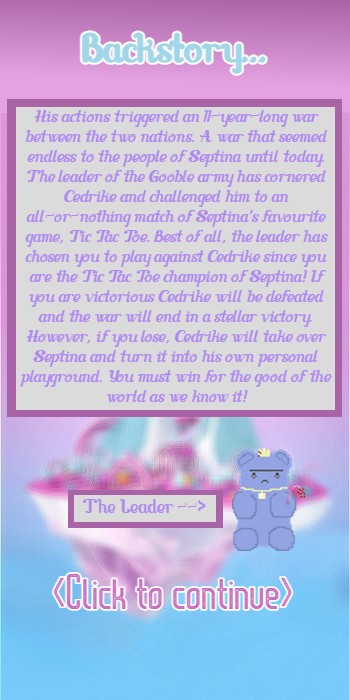 Backstory...
His actions triggered an 11-year-long war
between the two nations. A war that seemed
endless to the people of Septina until today.
The leader of the Gooble army has cornered
Cedrike and challenged him to an
all-or-nothing match of Septina's favourite
game, Tic Tac Toe. Best of all, the leader has
chosen you to play against Cedrike since you
are the Tic Tac Toe champion of Septina! If
you are victorious Cedrike will be defeated
and the war will end in a stellar victory.
However, if you lose, Cedrike will take over
Septina and turn it into his own personal
playground. You must win for the good of the
world as we know it!
The Leader -->
<Click to continue>